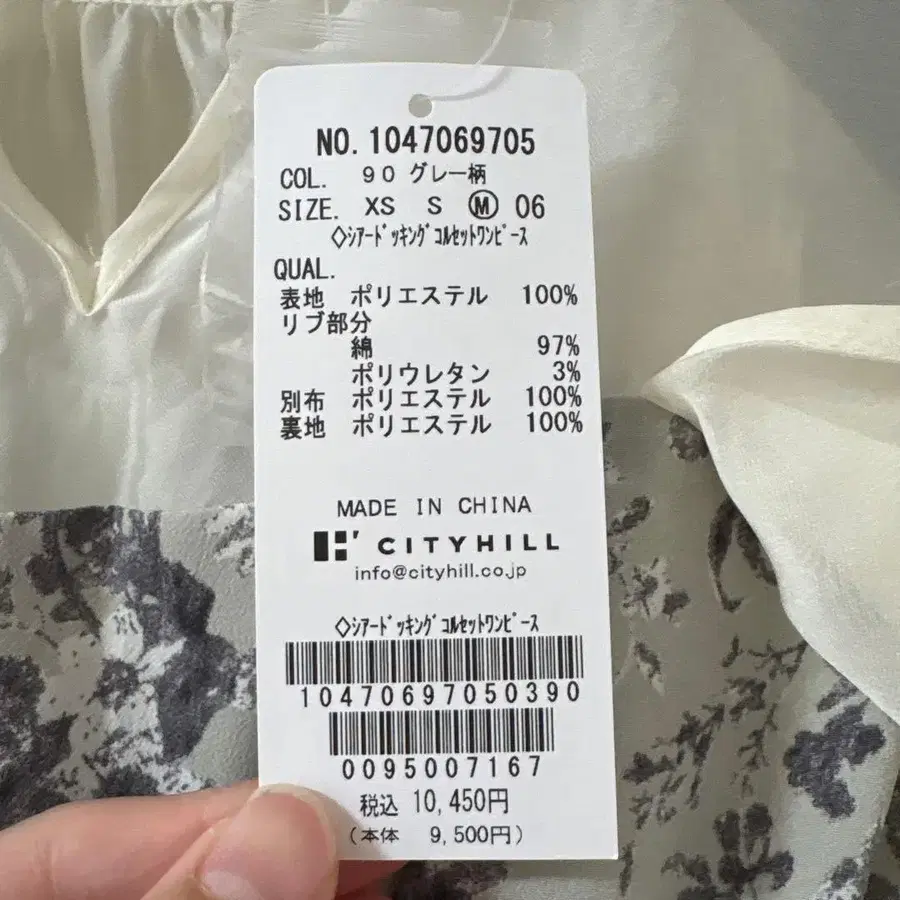 NO. 1047069705
COL. 90 グレー柄
SIZE. XS S Ⓜ 06
◇ｼｱｰﾄﾞｯｷﾝｸﾞｺﾙｾｯﾄﾜﾝﾋﾟｰｽ
QUAL.
表地 ポリエステル 100%
リブ部分
綿 97%
ポリウレタン 3%
別布 ポリエステル 100%
裏地 ポリエステル 100%
MADE IN CHINA
CITYHILL
info@cityhill.co.jp
◇ｼｱｰﾄﾞｯｷﾝｸﾞｺﾙｾｯﾄﾜﾝﾋﾟｰｽ
10470697050390
0095007167
税込 10,450円
(本体 9,500円)